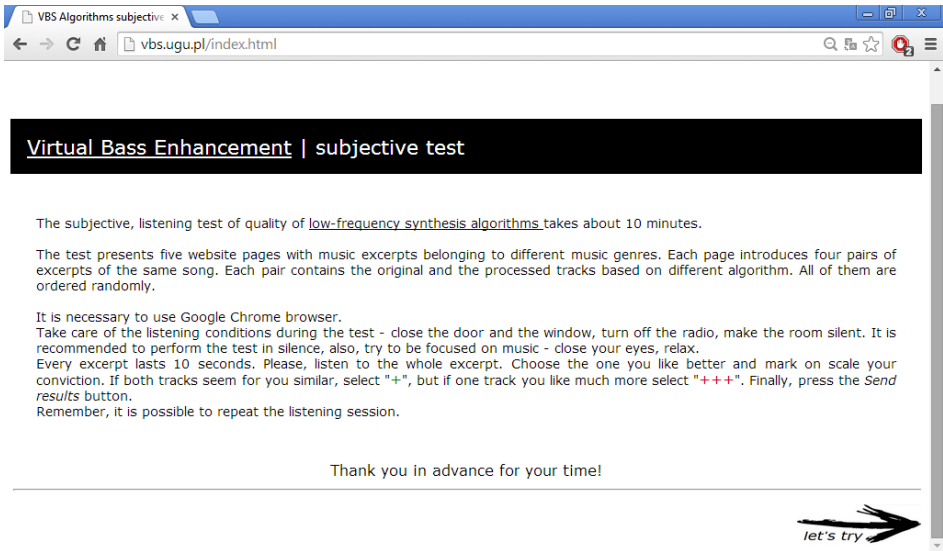 VBS Algorithms subjective
vbs.ugu.pl/index.html
2
Virtual Bass Enhancement | subjective test
The subjective, listening test of quality of low-frequency synthesis algorithms takes about 10 minutes.
The test presents five website pages with music excerpts belonging to different music genres. Each page introduces four pairs of
excerpts of the same song. Each pair contains the original and the processed tracks based on different algorithm. All of them are
ordered randomly.
It is necessary to use Google Chrome browser.
Take care of the listening conditions during the test - close the door and the window, turn off the radio, make the room silent. It is
recommended to perform the test in silence, also, try to be focused on music - close your eyes, relax.
Every excerpt lasts 10 seconds. Please, listen to the whole excerpt. Choose the one you like better and mark on scale your
conviction. If both tracks seem for you similar, select "+", but if one track you like much more select "+++". Finally, press the Send
results button.
Remember, it is possible to repeat the listening session.
Thank you in advance for your time!
let's try